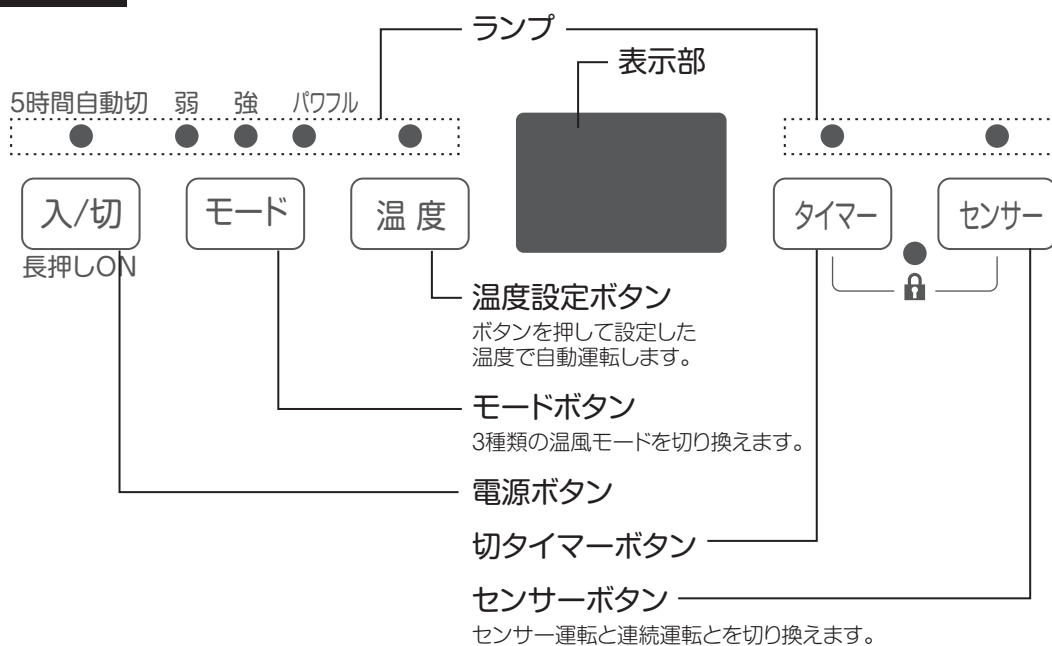 ランプ
表示部
5時間自動切 弱 強 パワフル
入/切 モード 温度 タイマー センサー
長押しON
温度設定ボタン
ボタンを押して設定した
温度で自動運転します。
モードボタン
3種類の温風モードを切り換えます。
電源ボタン
切タイマーボタン
センサーボタン
センサー運転と連続運転とを切り換えます。